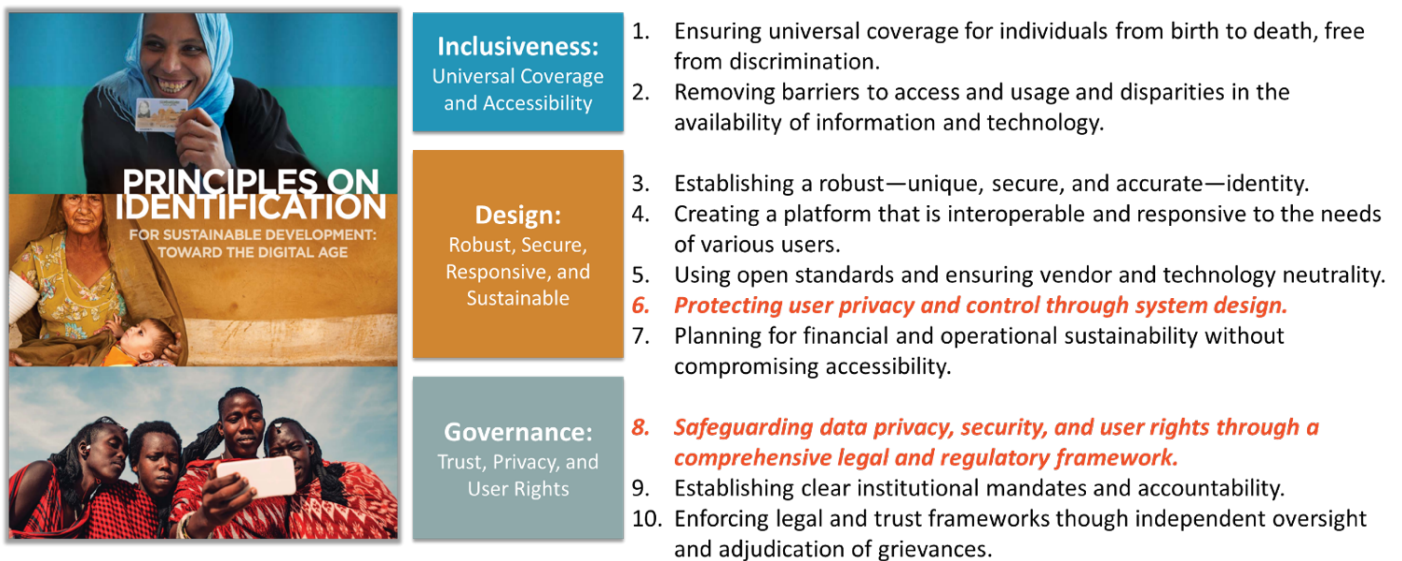 PRINCIPLES ON
IDENTIFICATION
FOR SUSTAINABLE DEVELOPMENT:
TOWARD THE DIGITAL AGE
Inclusiveness:
Universal Coverage
and Accessibility
1. Ensuring universal coverage for individuals from birth to death, free
from discrimination.
2. Removing barriers to access and usage and disparities in the
availability of information and technology.
Design:
Robust, Secure,
Responsive, and
Sustainable
3. Establishing a robust—unique, secure, and accurate—identity.
4. Creating a platform that is interoperable and responsive to the needs
of various users.
5. Using open standards and ensuring vendor and technology neutrality.
6. Protecting user privacy and control through system design.
7. Planning for financial and operational sustainability without
compromising accessibility.
Governance:
Trust, Privacy, and
User Rights
8. Safeguarding data privacy, security, and user rights through a
comprehensive legal and regulatory framework.
9. Establishing clear institutional mandates and accountability.
10. Enforcing legal and trust frameworks though independent oversight
and adjudication of grievances.